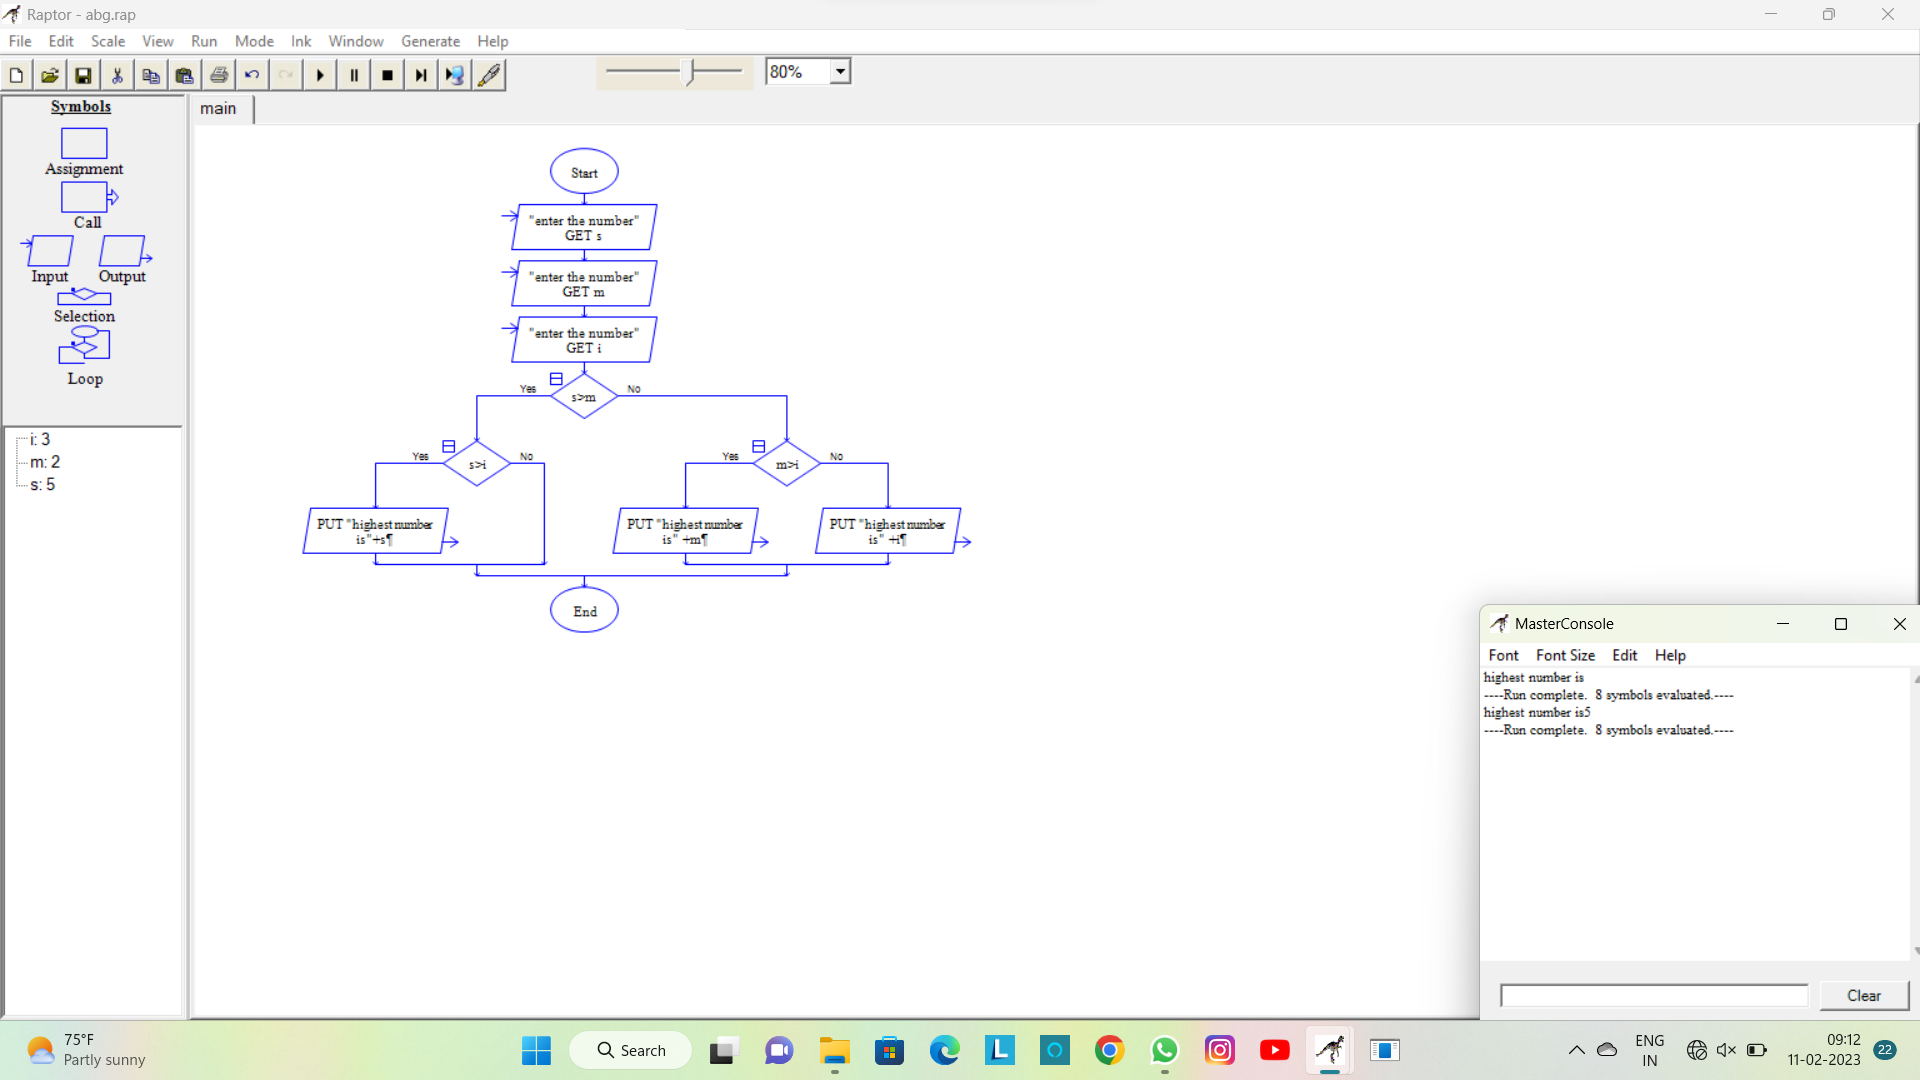 Raptor - abg.rap
File Edit Scale View Run Mode Ink Window Generate Help
80%
Symbols
Assignment
Call
Input Output
Selection
Loop
i: 3
m: 2
s: 5
main
Start
"enter the number"
GET s
"enter the number"
GET m
"enter the number"
GET i
Yes s>m No
Yes s>i No
Yes m>i No
PUT "highest number
is"+s¶
PUT "highest number
is" +m¶
PUT "highest number
is" +i¶
End
MasterConsole
Font Font Size Edit Help
highest number is
----Run complete. 8 symbols evaluated.----
highest number is5
----Run complete. 8 symbols evaluated.----
Clear
75°F
Partly sunny
Search
L
ENG
IN
09:12
11-02-2023
22